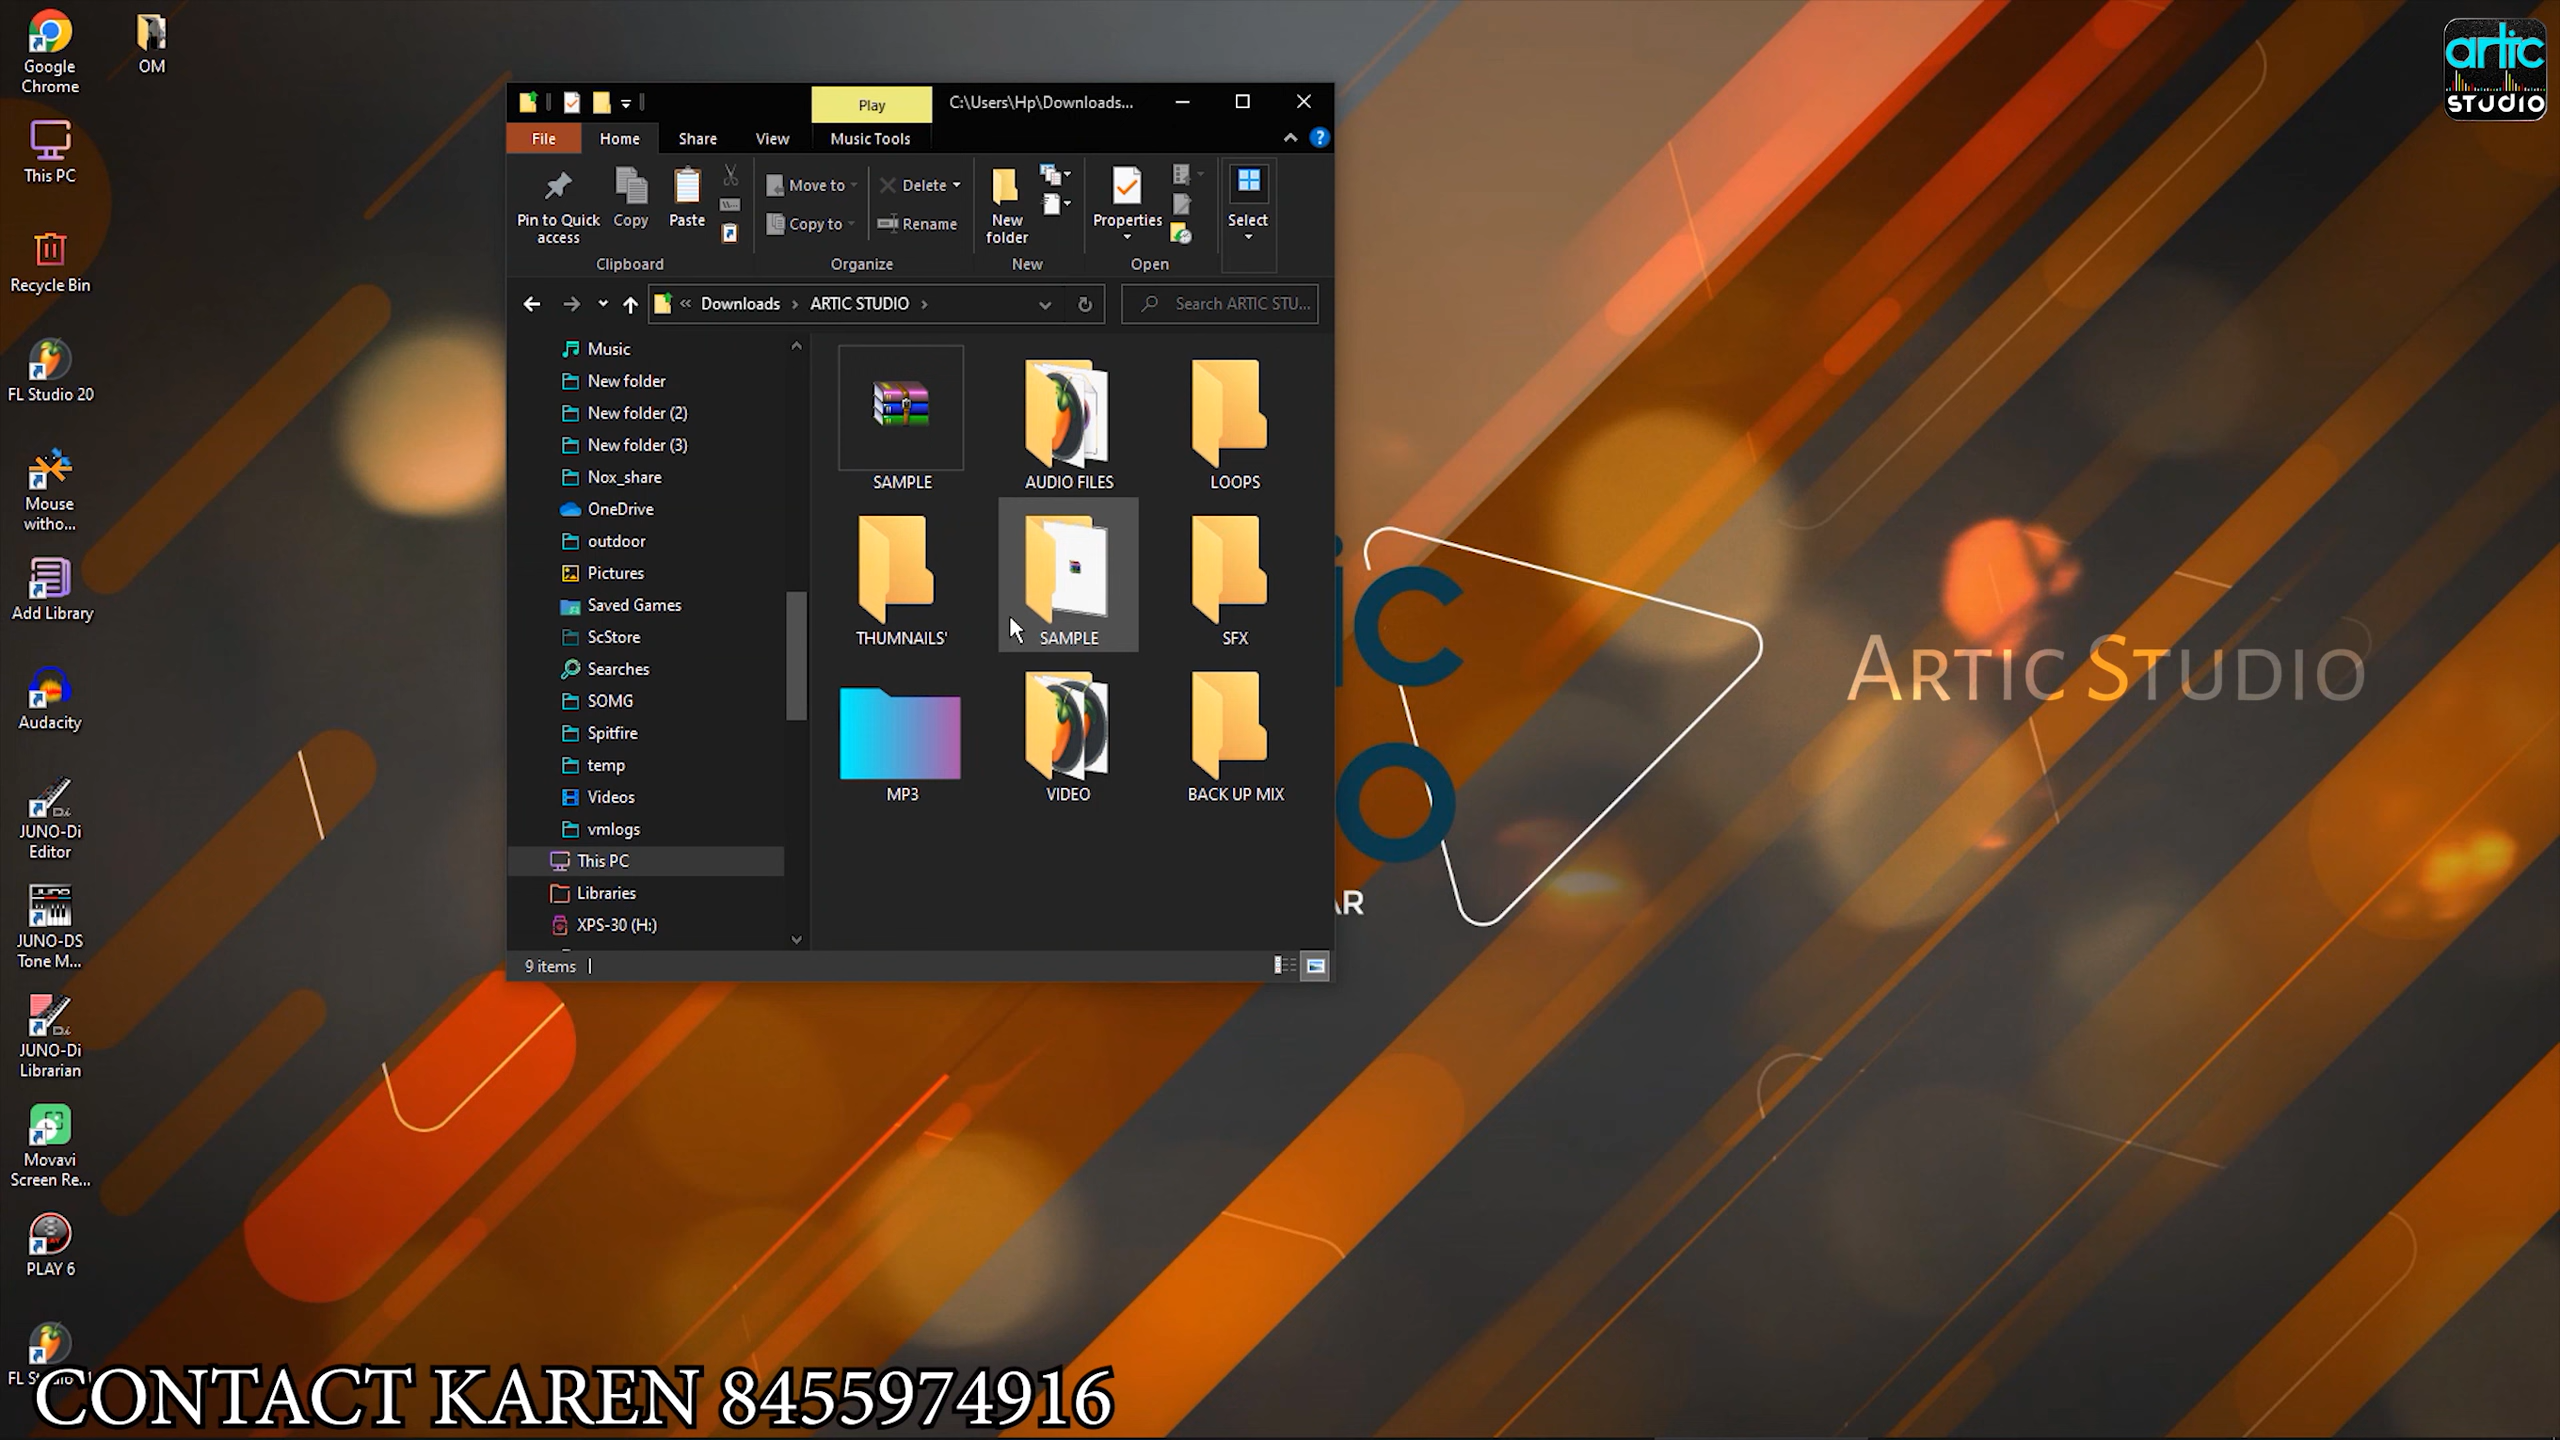 Google
Chrome
OM
This PC
Recycle Bin
FL Studio 20
Mouse
witho...
Add Library
Audacity
JUNO-Di
Editor
JUNO-DS
Tone M...
JUNO-Di
Librarian
Movavi
Screen Re...
PLAY 6
Play
C:\Users\Hp\Downloads...
File
Home
Share
View
Music Tools
Pin to Quick
access
Copy
Paste
Move to
Copy to
Delete
Rename
New
folder
Properties
Select
Clipboard
Organize
New
Open
« Downloads › ARTIC STUDIO ›
Search ARTIC STU...
Music
New folder
New folder (2)
New folder (3)
Nox_share
OneDrive
outdoor
Pictures
Saved Games
ScStore
Searches
SOMG
Spitfire
temp
Videos
vmlogs
This PC
Libraries
XPS-30 (H:)
SAMPLE
AUDIO FILES
LOOPS
THUMNAILS'
SAMPLE
SFX
MP3
VIDEO
BACK UP MIX
9 items
ARTIC STUDIO
artic
STUDIO
CONTACT KAREN 8455974916